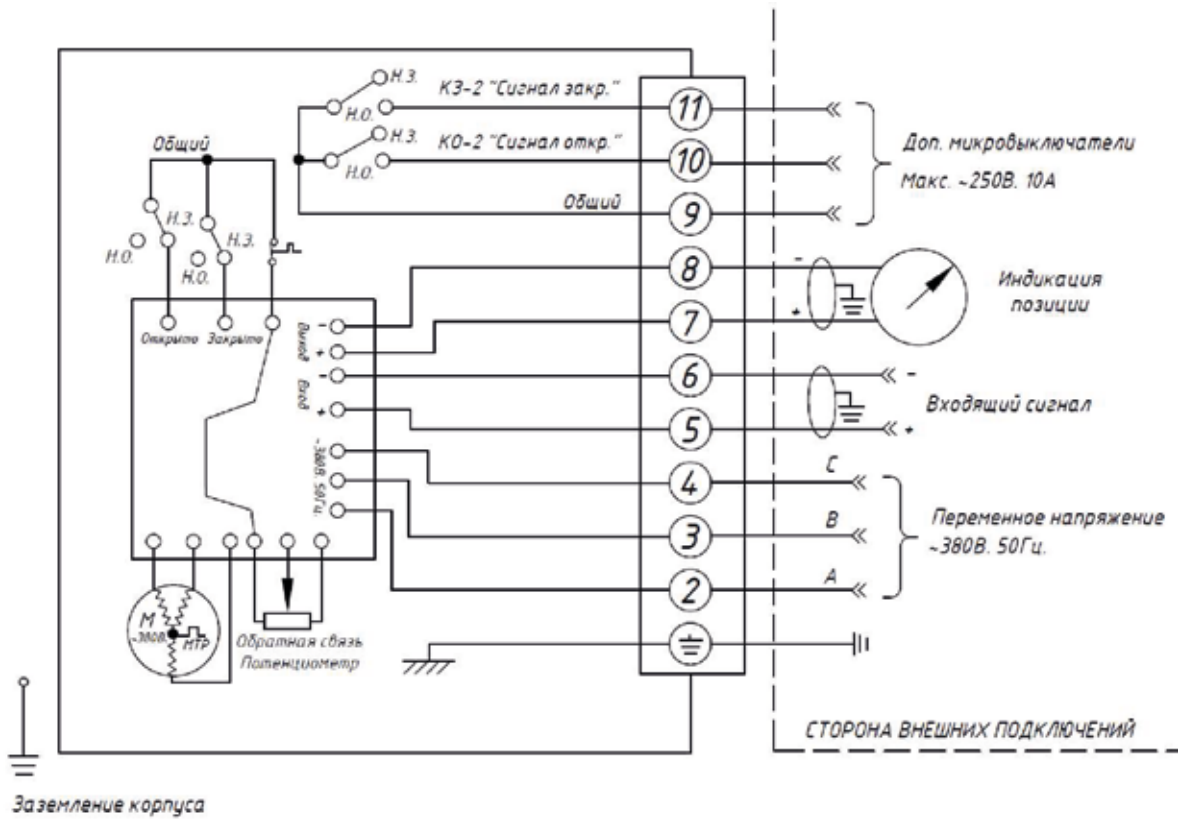 Н.З.
КЗ-2 "Сигнал закр."
Н.О.
11
Н.З.
КО-2 "Сигнал откр."
Н.О.
10
Доп. микровыключатели
Макс. ~250В. 10А
Общий
9
Общий
Н.З.
Н.О.
Н.З.
Н.О.
8
-
Индикация
позиции
+
7
Открыто
Закрыто
-
Выход
+
-
Вход
+
6
-
Входящий сигнал
5
+
~380В. 50Гц.
4
C
3
B
Переменное напряжение
~380В. 50Гц.
2
A
М
~380В.
МТР
Обратная связь
Потенциометр
СТОРОНА ВНЕШНИХ ПОДКЛЮЧЕНИЙ
Заземление корпуса